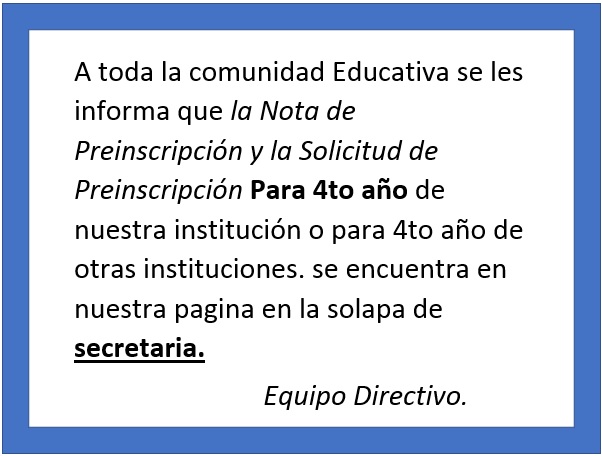 A toda la comunidad Educativa se les
informa que la Nota de
Preinscripción y la Solicitud de
Preinscripción Para 4to año de
nuestra institución o para 4to año de
otras instituciones. se encuentra en
nuestra pagina en la solapa de
secretaria.
Equipo Directivo.